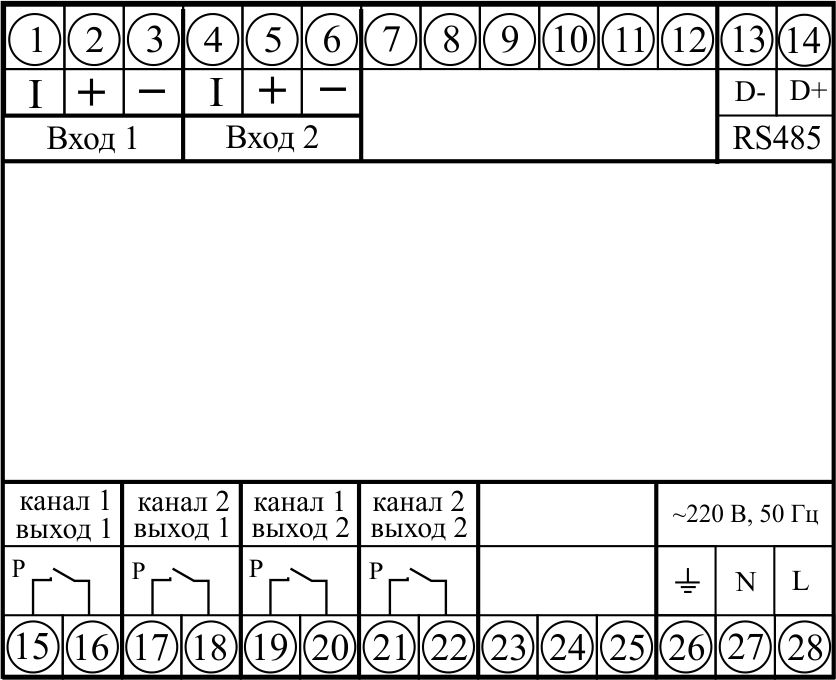 1 2 3 4 5 6 7 8 9 10 11 12 13 14
I + − I + − D- D+
Вход 1 Вход 2 RS485
канал 1 канал 2 канал 1 канал 2
выход 1 выход 1 выход 2 выход 2
~220 В, 50 Гц
P P P P N L
15 16 17 18 19 20 21 22 23 24 25 26 27 28